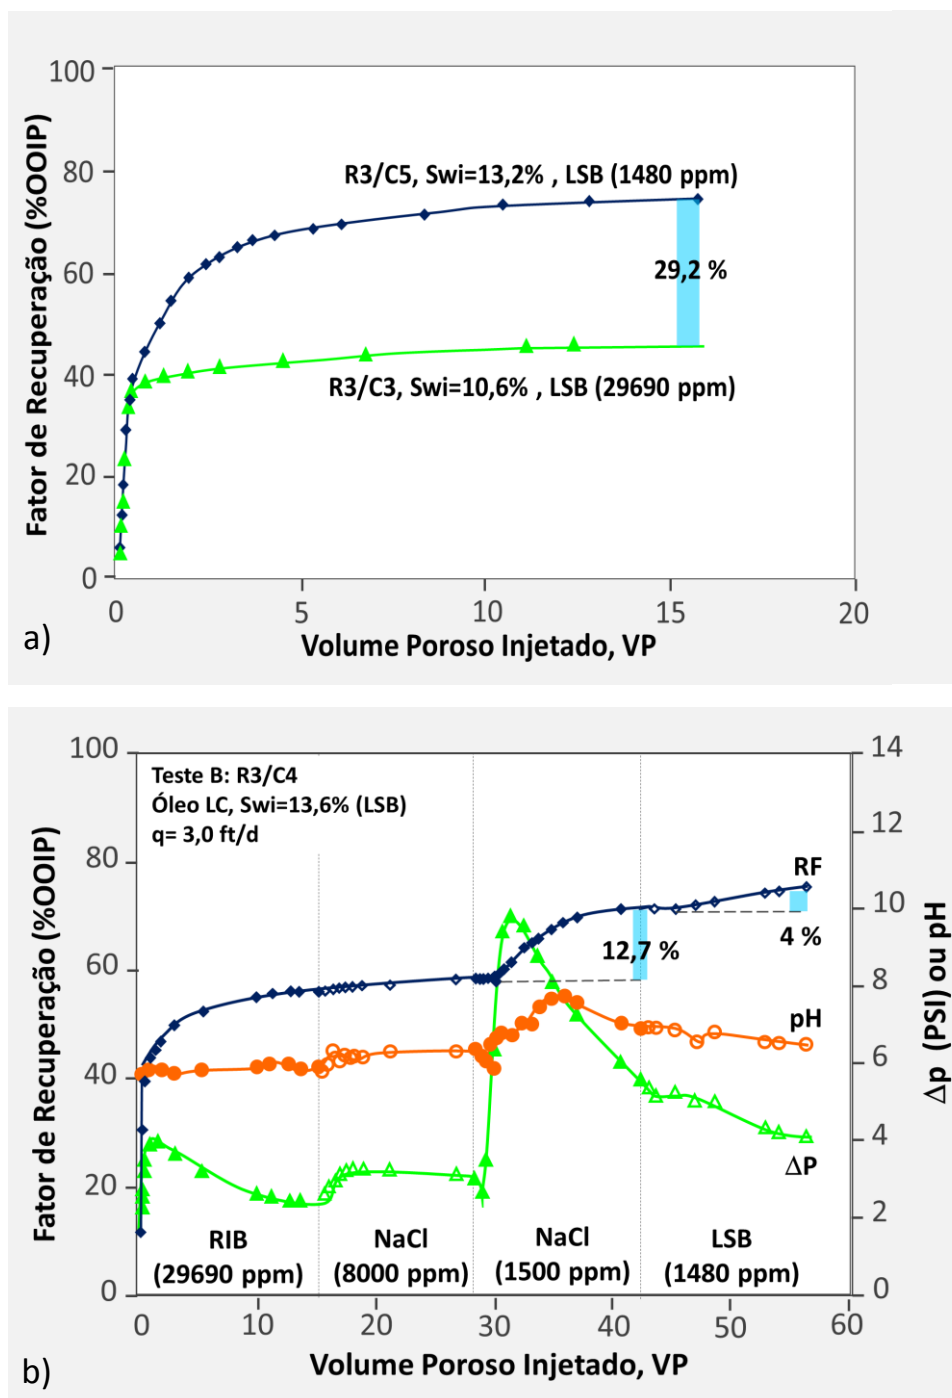 100
80
60
40
20
0
Fator de Recuperação (%OOIP)
R3/C5, Swi=13,2% , LSB (1480 ppm)
29,2 %
R3/C3, Swi=10,6% , LSB (29690 ppm)
0 5 10 15 20
Volume Poroso Injetado, VP
a)
100
80
60
40
20
0
Fator de Recuperação (%OOIP)
Teste B: R3/C4
Óleo LC, Swi=13,6% (LSB)
q= 3,0 ft/d
RF
12,7 %
4 %
pH
ΔP
RIB
(29690 ppm)
NaCl
(8000 ppm)
NaCl
(1500 ppm)
LSB
(1480 ppm)
14
12
10
8
6
4
2
0
Δp (PSI) ou pH
0 10 20 30 40 50 60
Volume Poroso Injetado, VP
b)